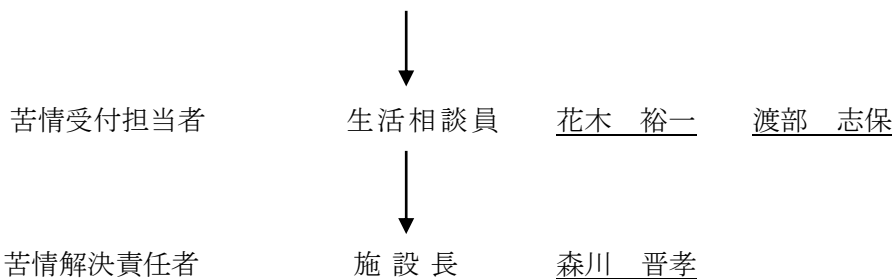 苦情受付担当者　生活相談員　花木　裕一　渡部　志保
苦情解決責任者　施設長　森川　晋孝